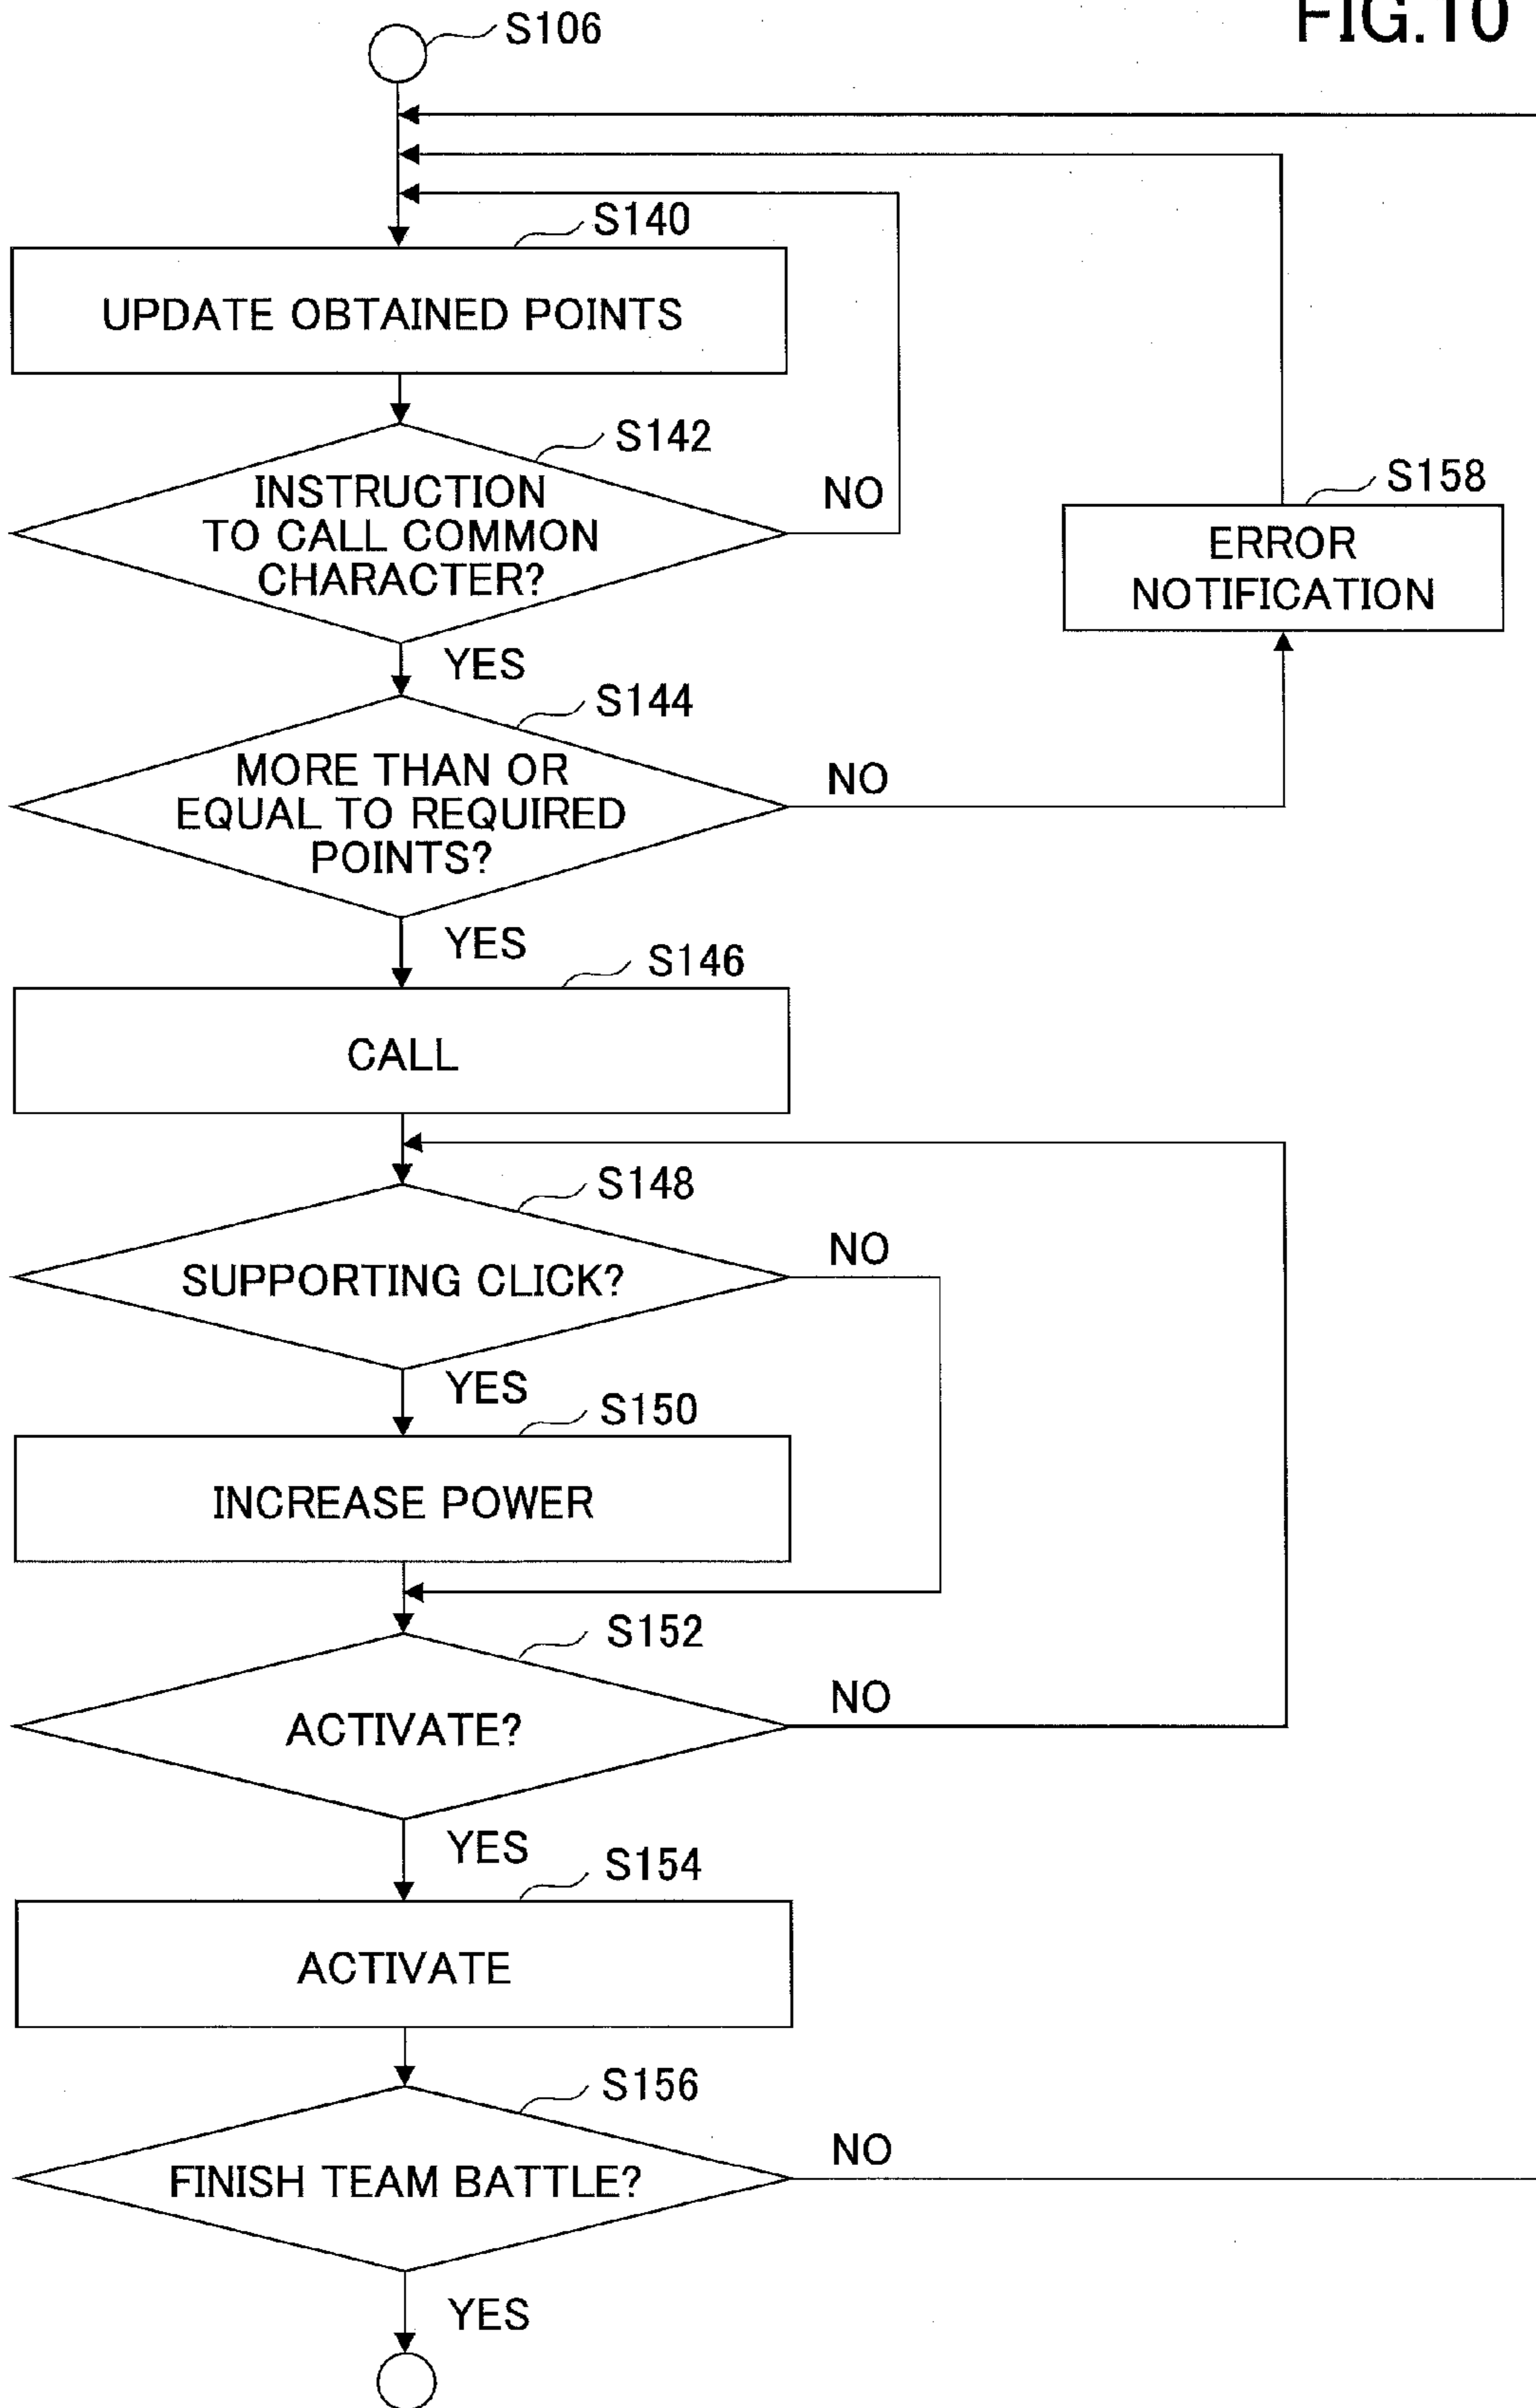 FIG.10
S106
S140
UPDATE OBTAINED POINTS
S142
INSTRUCTION
TO CALL COMMON
CHARACTER?
NO
YES
S158
ERROR
NOTIFICATION
S144
MORE THAN OR
EQUAL TO REQUIRED
POINTS?
NO
YES
S146
CALL
S148
SUPPORTING CLICK?
NO
YES
S150
INCREASE POWER
S152
ACTIVATE?
NO
YES
S154
ACTIVATE
S156
FINISH TEAM BATTLE?
NO
YES